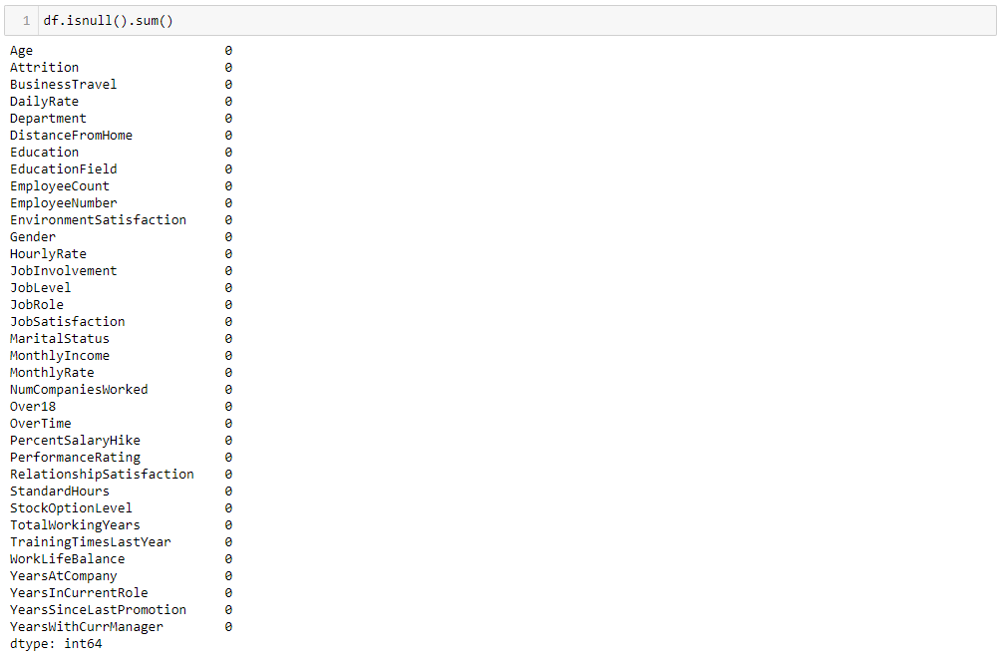 1 df.isnull().sum()
Age 0
Attrition 0
BusinessTravel 0
DailyRate 0
Department 0
DistanceFromHome 0
Education 0
EducationField 0
EmployeeCount 0
EmployeeNumber 0
EnvironmentSatisfaction 0
Gender 0
HourlyRate 0
JobInvolvement 0
JobLevel 0
JobRole 0
JobSatisfaction 0
MaritalStatus 0
MonthlyIncome 0
MonthlyRate 0
NumCompaniesWorked 0
Over18 0
OverTime 0
PercentSalaryHike 0
PerformanceRating 0
RelationshipSatisfaction 0
StandardHours 0
StockOptionLevel 0
TotalWorkingYears 0
TrainingTimesLastYear 0
WorkLifeBalance 0
YearsAtCompany 0
YearsInCurrentRole 0
YearsSinceLastPromotion 0
YearsWithCurrManager 0
dtype: int64